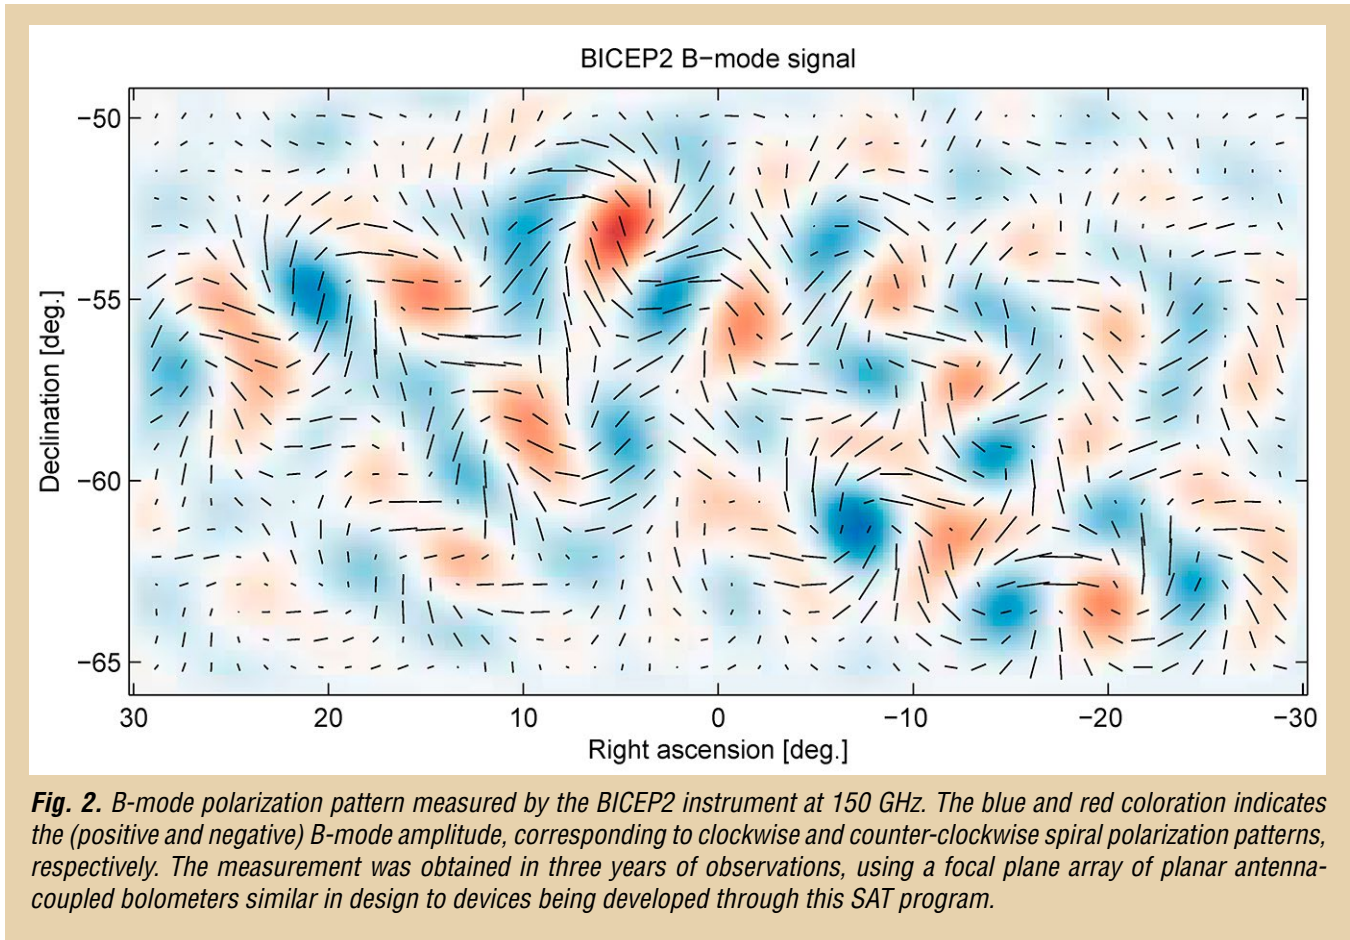 BICEP2 B−mode signal
−50
−55
−60
−65
Declination [deg.]
30 20 10 0 −10 −20 −30
Right ascension [deg.]
Fig. 2. B-mode polarization pattern measured by the BICEP2 instrument at 150 GHz. The blue and red coloration indicates
the (positive and negative) B-mode amplitude, corresponding to clockwise and counter-clockwise spiral polarization patterns,
respectively. The measurement was obtained in three years of observations, using a focal plane array of planar antenna-
coupled bolometers similar in design to devices being developed through this SAT program.